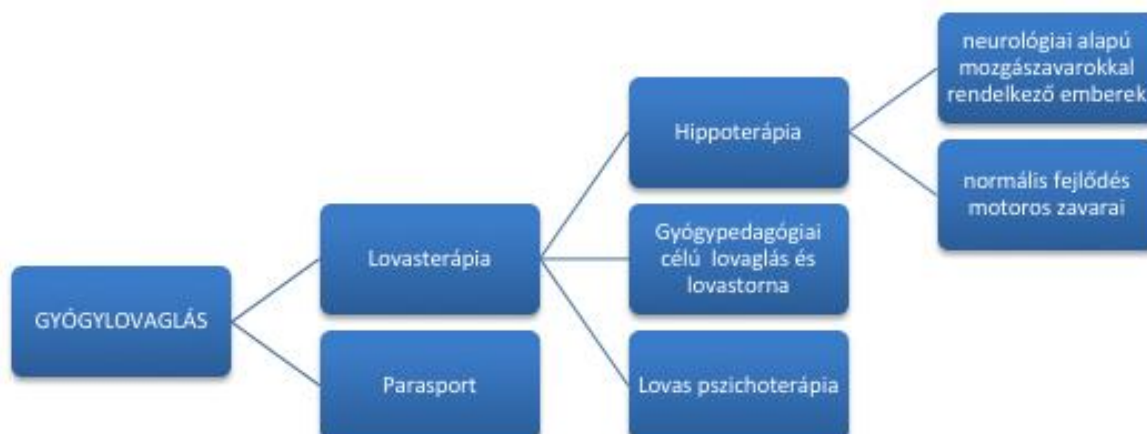 GYÓGYLOVAGLÁS
Lovasterápia
Parasport
Hippoterápia
Gyógypedagógiai
célú lovaglás és
lovastorna
Lovas pszichoterápia
neurológiai alapú
mozgászavarokkal
rendelkező emberek
normális fejlődés
motoros zavarai